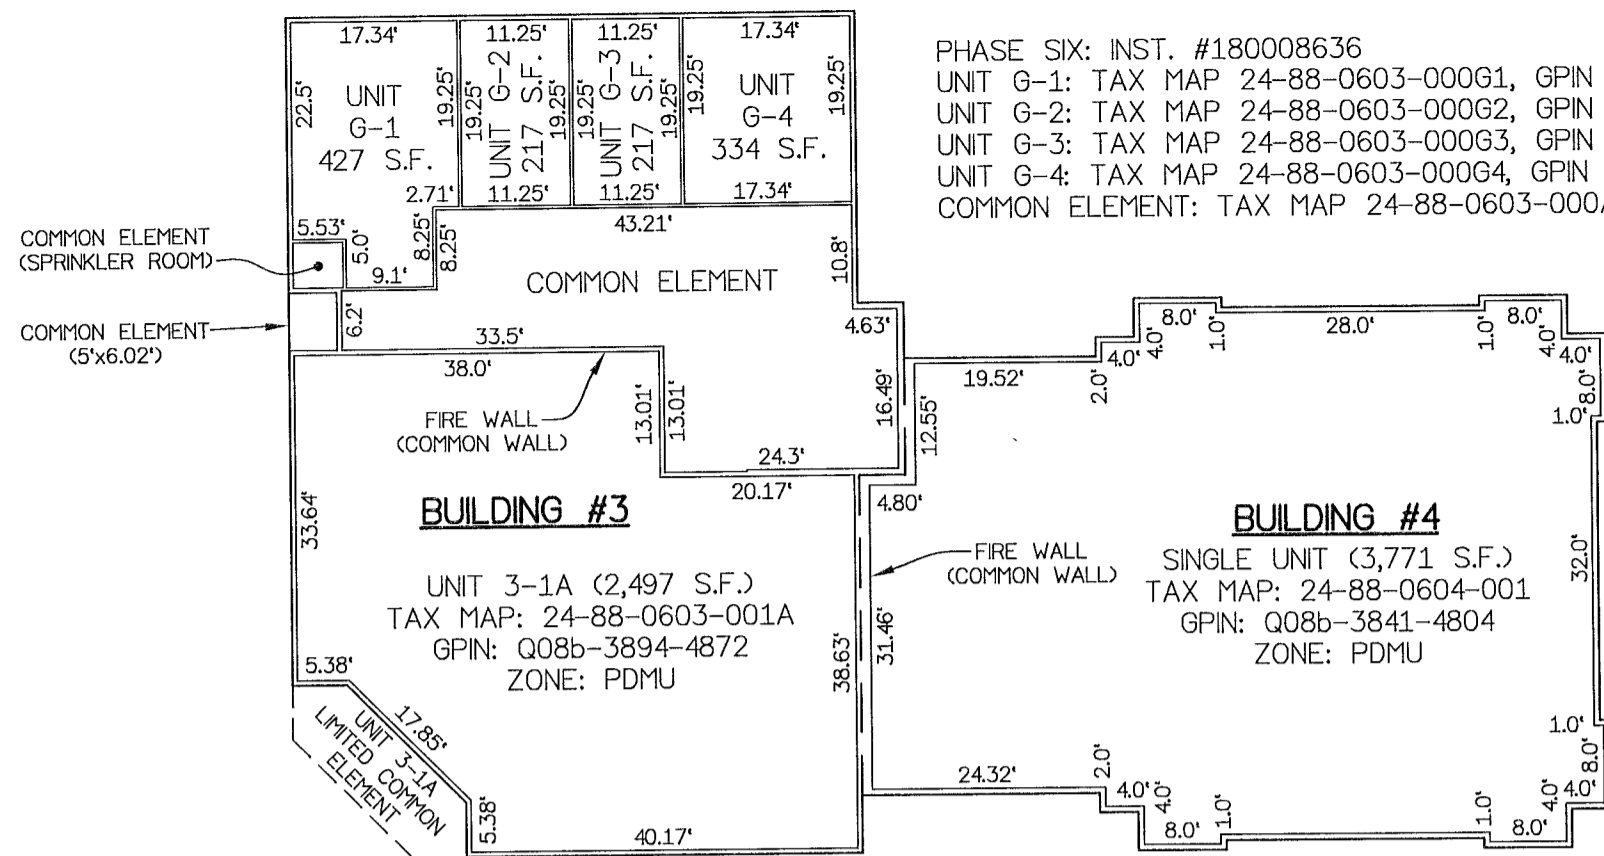 17.34'
11.25'
11.25'
17.34'
22.5'
UNIT
G-1
427 S.F.
19.25'
19.25'
UNIT G-2
217 S.F.
19.25'
19.25'
UNIT G-3
217 S.F.
19.25'
19.25'
UNIT
G-4
334 S.F.
19.25'
2.71'
11.25'
11.25'
17.34'
PHASE SIX: INST. #180008636
UNIT G-1: TAX MAP 24-88-0603-000G1, GPIN
UNIT G-2: TAX MAP 24-88-0603-000G2, GPIN
UNIT G-3: TAX MAP 24-88-0603-000G3, GPIN
UNIT G-4: TAX MAP 24-88-0603-000G4, GPIN
COMMON ELEMENT: TAX MAP 24-88-0603-000
COMMON ELEMENT
(SPRINKLER ROOM)
5.53'
5.0'
9.1'
8.25'
8.25'
43.21'
COMMON ELEMENT
10.8'
4.63'
COMMON ELEMENT
(5'x6.02')
6.2'
33.5'
38.0'
FIRE WALL
(COMMON WALL)
13.01'
13.01'
16.49'
24.3'
20.17'
33.64'
BUILDING #3
UNIT 3-1A (2,497 S.F.)
TAX MAP: 24-88-0603-001A
GPIN: Q08b-3894-4872
ZONE: PDMU
38.63'
5.38'
17.85'
UNIT 3-1A
LIMITED COMMON
ELEMENT
5.38'
40.17'
19.52'
12.55'
4.80'
2.0'
4.0'
4.0'
8.0'
1.0'
28.0'
1.0'
8.0'
4.0'
4.0'
8.0'
1.0'
FIRE WALL
(COMMON WALL)
31.46'
BUILDING #4
SINGLE UNIT (3,771 S.F.)
TAX MAP: 24-88-0604-001
GPIN: Q08b-3841-4804
ZONE: PDMU
32.0'
1.0'
8.0'
24.32'
2.0'
4.0'
4.0'
8.0'
1.0'
1.0'
8.0'
4.0'
4.0'